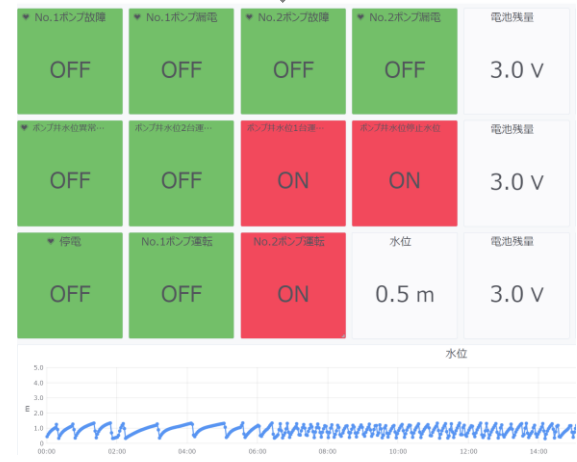 ♥ No.1ポンプ故障
♥ No.1ポンプ漏電
♥ No.2ポンプ故障
♥ No.2ポンプ漏電
電池残量
OFF
OFF
OFF
OFF
3.0 V
♥ ポンプ井水位異常…
ポンプ井水位2台運…
ポンプ井水位1台運…
ポンプ井水位停止水位
電池残量
OFF
OFF
ON
ON
3.0 V
♥ 停電
No.1ポンプ運転
No.2ポンプ運転
水位
電池残量
OFF
OFF
ON
0.5 m
3.0 V
水位
5.0
4.0
3.0
2.0
1.0
0
m
00:00
02:00
04:00
06:00
08:00
10:00
12:00
14:00